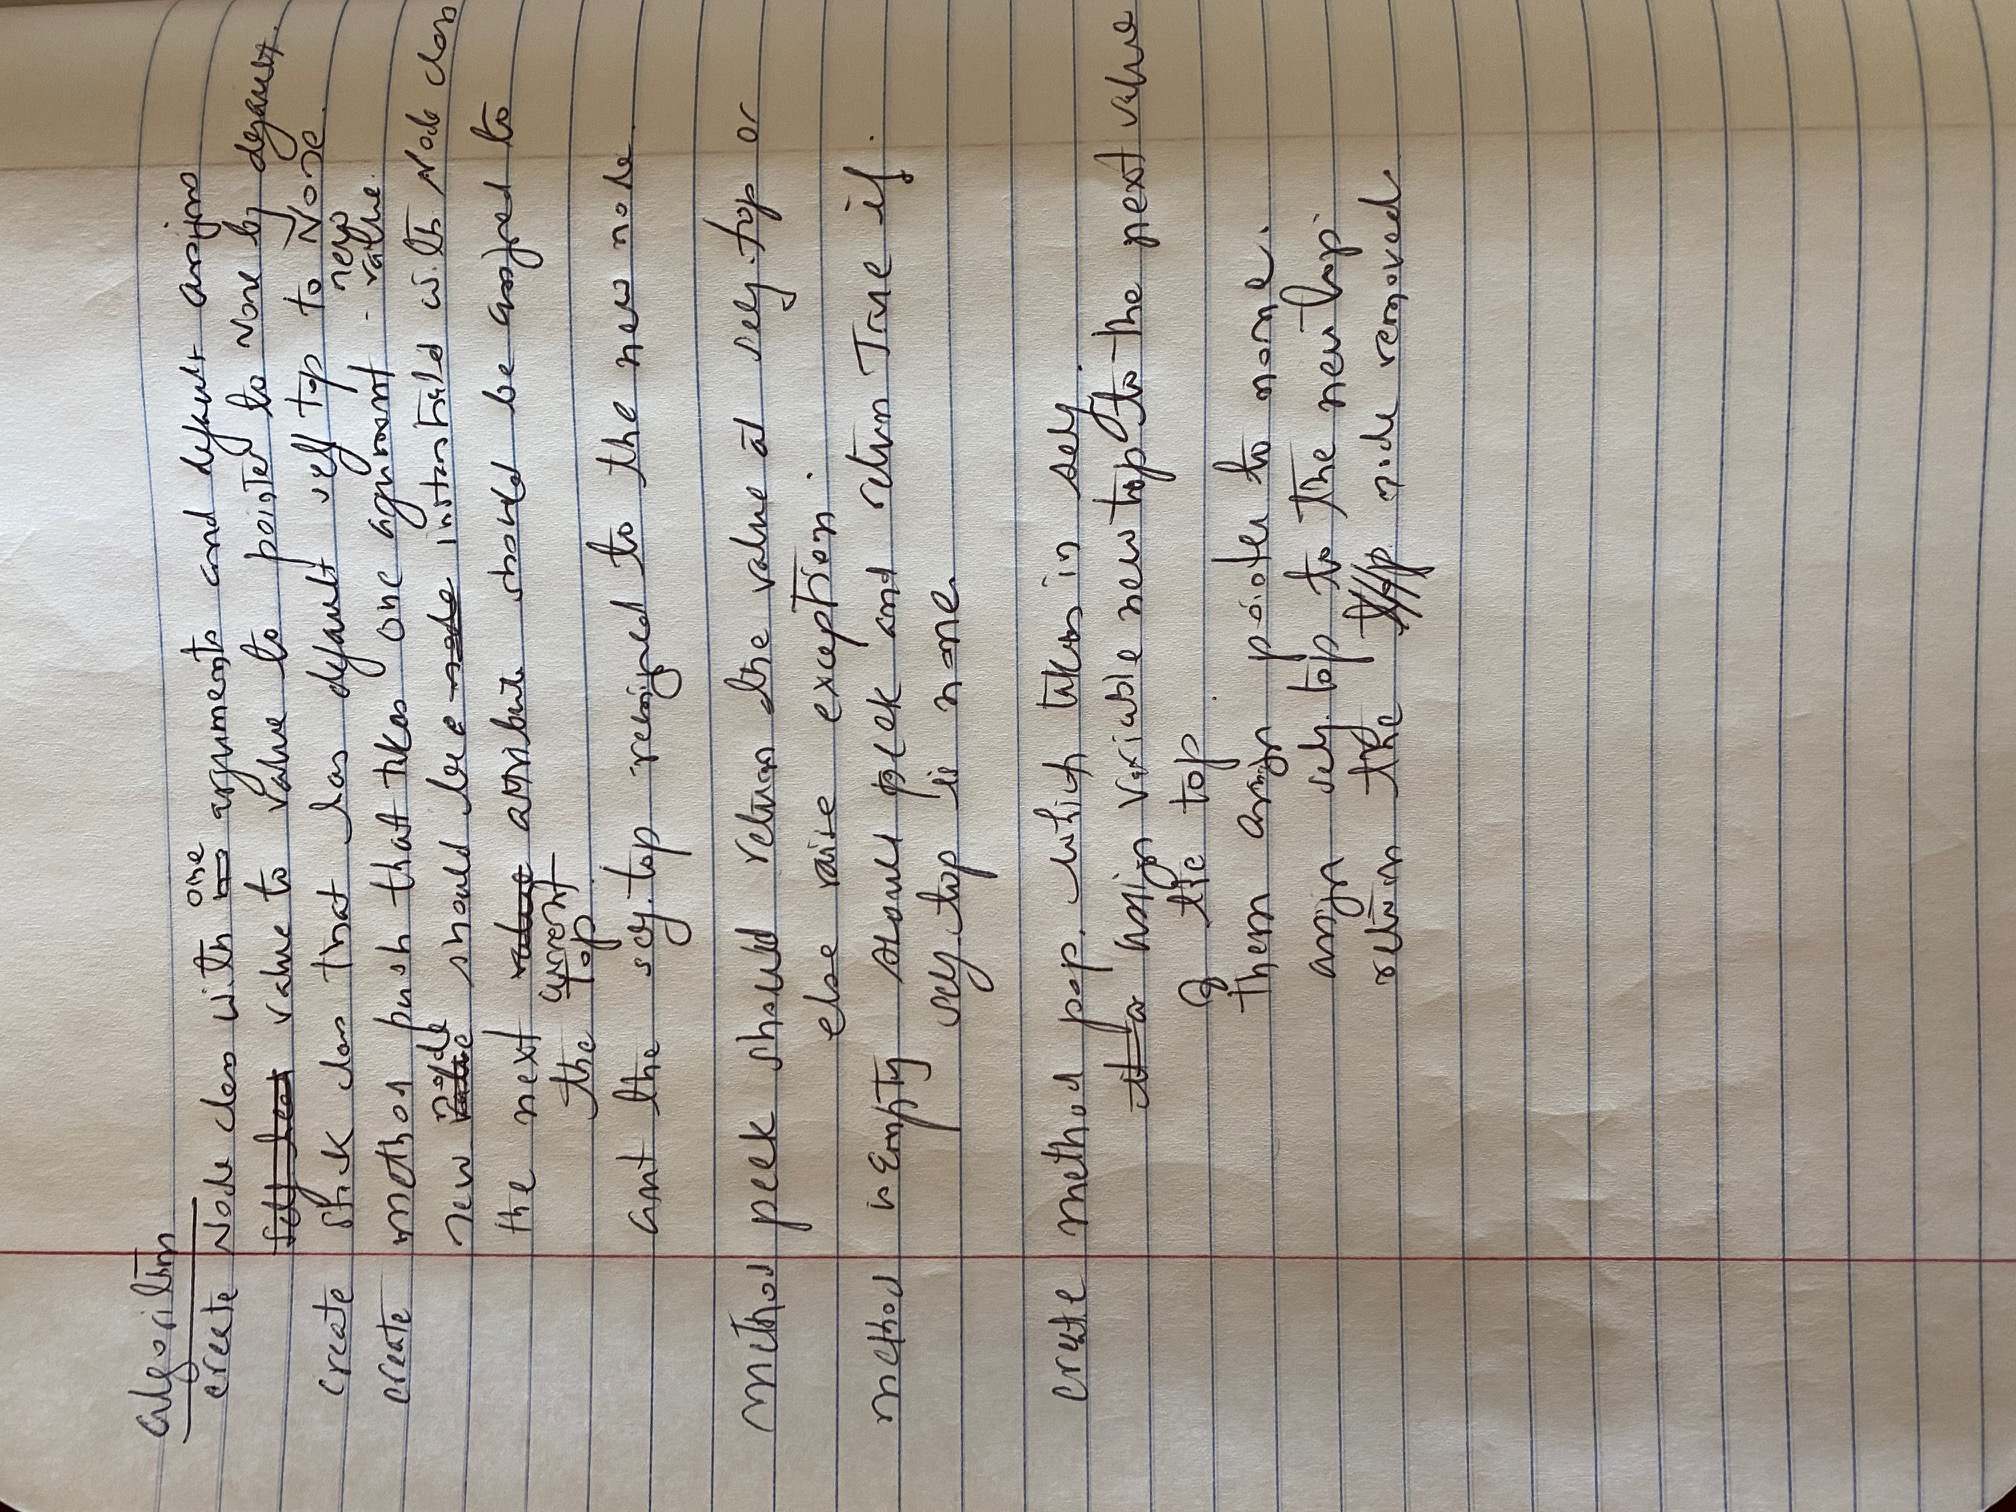 algorithm
create Node class with one arguments and default assigns
value to value to pointer to None by default.
create stack class that has default self top to None.
create method push that takes one agument - new value.
new node should be a instantiated with Node class
the next attribute should be assigned to
the current top.
and the self.top reasigned to the new node.
method peek should return the value at self.top or
else raise exception.
method is Empty should peek and return True if.
self.top is none.
create method pop. which takes in self.
assign variable new top to the next value
of the top.
then assign pointer to none.
assign self.top to the new top.
return the node removed.